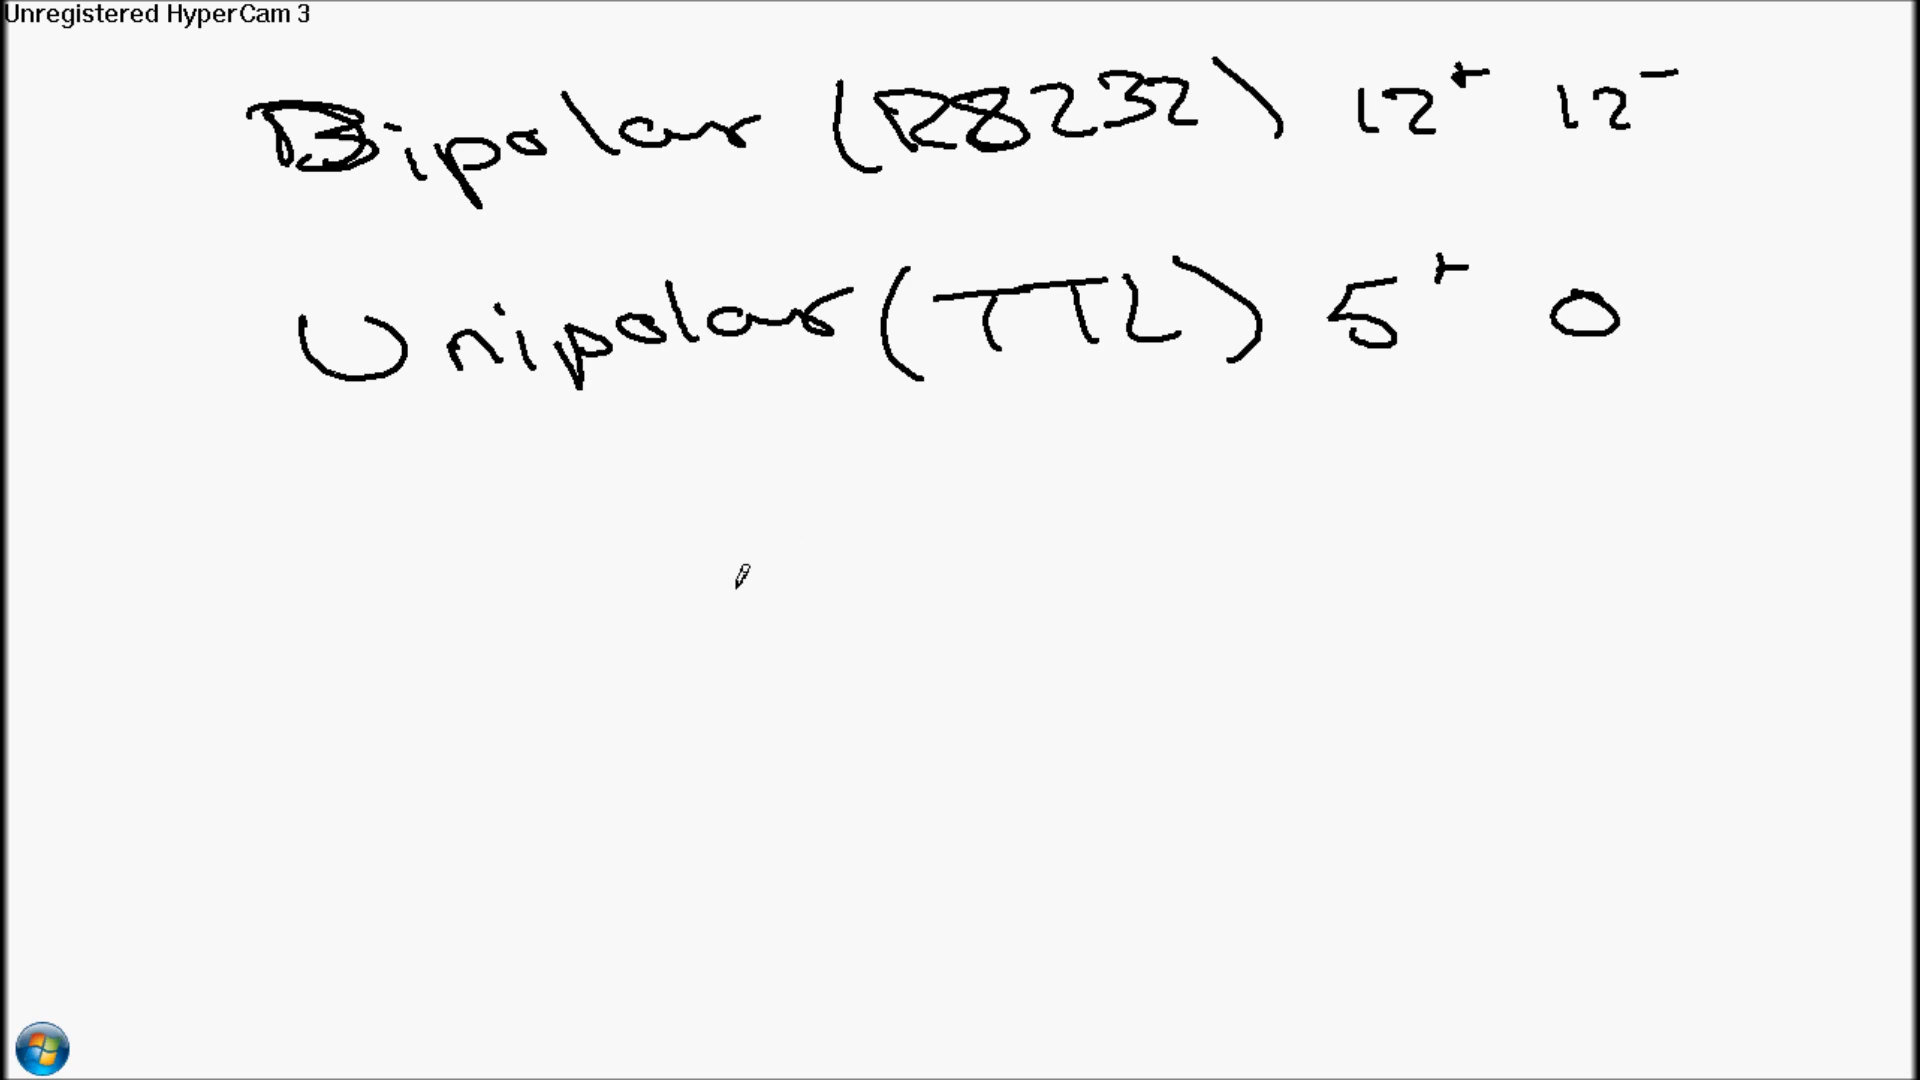 Unregistered HyperCam 3
Bipolar (RS232) 12+ 12-
Unipolar (TTL) 5+ 0